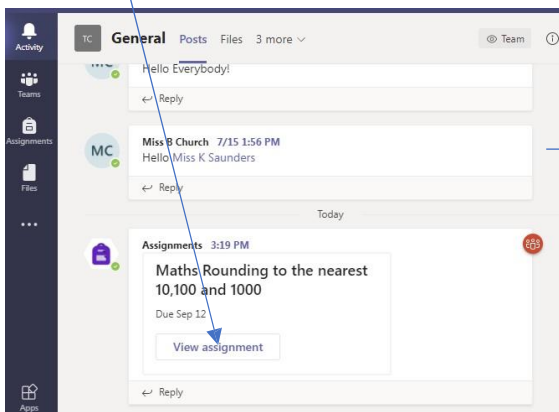 Activity
Teams
Assignments
Files
Apps
TC General Posts Files 3 more
Team
Hello Everybody!
Reply
MC Miss B Church 7/15 1:56 PM
Hello Miss K Saunders
Reply
Today
Assignments 3:19 PM
Maths Rounding to the nearest
10,100 and 1000
Due Sep 12
View assignment
Reply